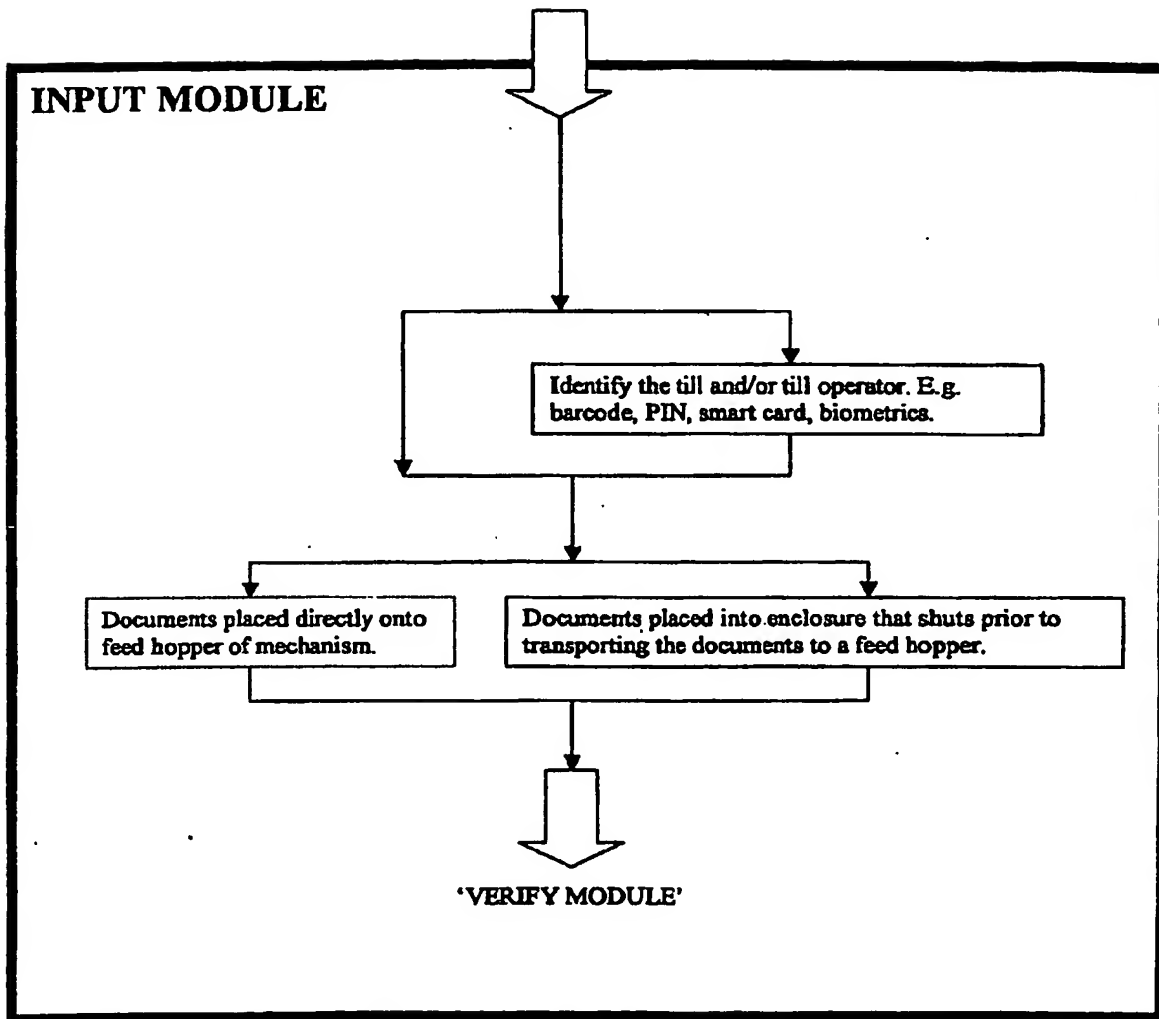 INPUT MODULE
Identify the till and/or till operator. E.g.
barcode, PIN, smart card, biometrics.
Documents placed directly onto
feed hopper of mechanism.
Documents placed into enclosure that shuts prior to
transporting the documents to a feed hopper.
‘VERIFY MODULE’